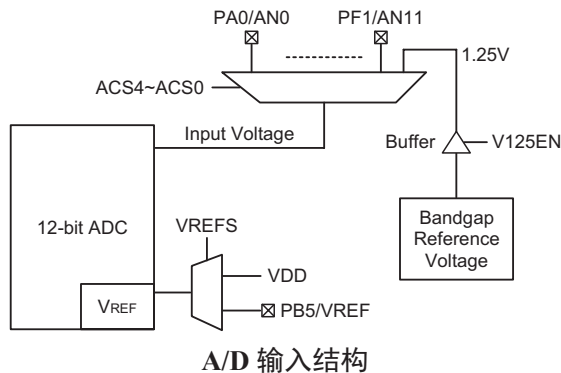 PA0/AN0
PF1/AN11
1.25V
ACS4~ACS0
Input Voltage
Buffer
V125EN
12-bit ADC
VREFS
Bandgap
Reference
Voltage
VDD
VREF
PB5/VREF
A/D 输入结构